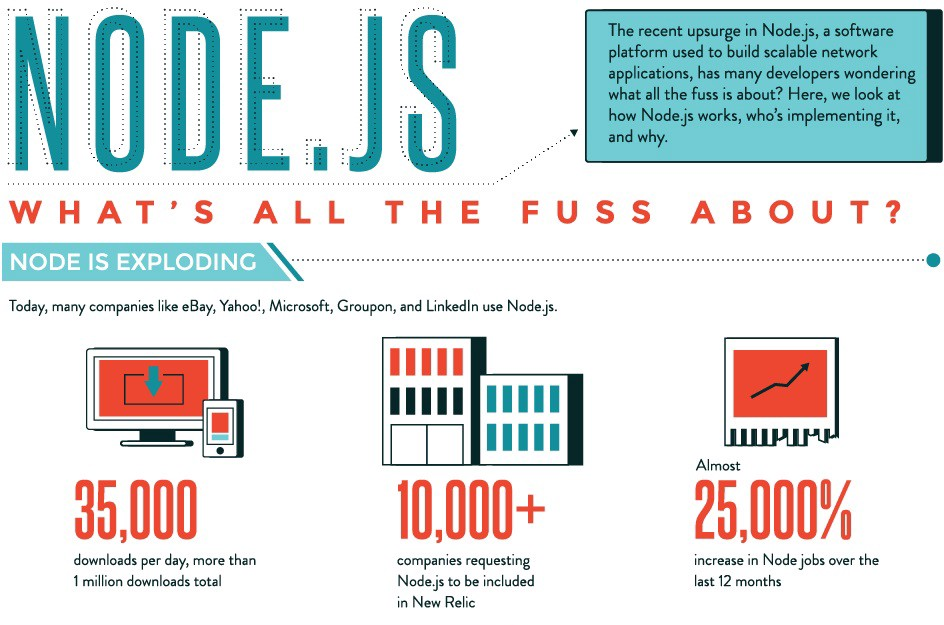 NODE.JS
The recent upsurge in Node.js, a software
platform used to build scalable network
applications, has many developers wondering
what all the fuss is about? Here, we look at
how Node.js works, who's implementing it,
and why.
WHAT'S ALL THE FUSS ABOUT?
NODE IS EXPLODING
Today, many companies like eBay, Yahoo!, Microsoft, Groupon, and LinkedIn use Node.js.
35,000
downloads per day, more than
1 million downloads total
10,000+
companies requesting
Node.js to be included
in New Relic
Almost
25,000%
increase in Node jobs over the
last 12 months